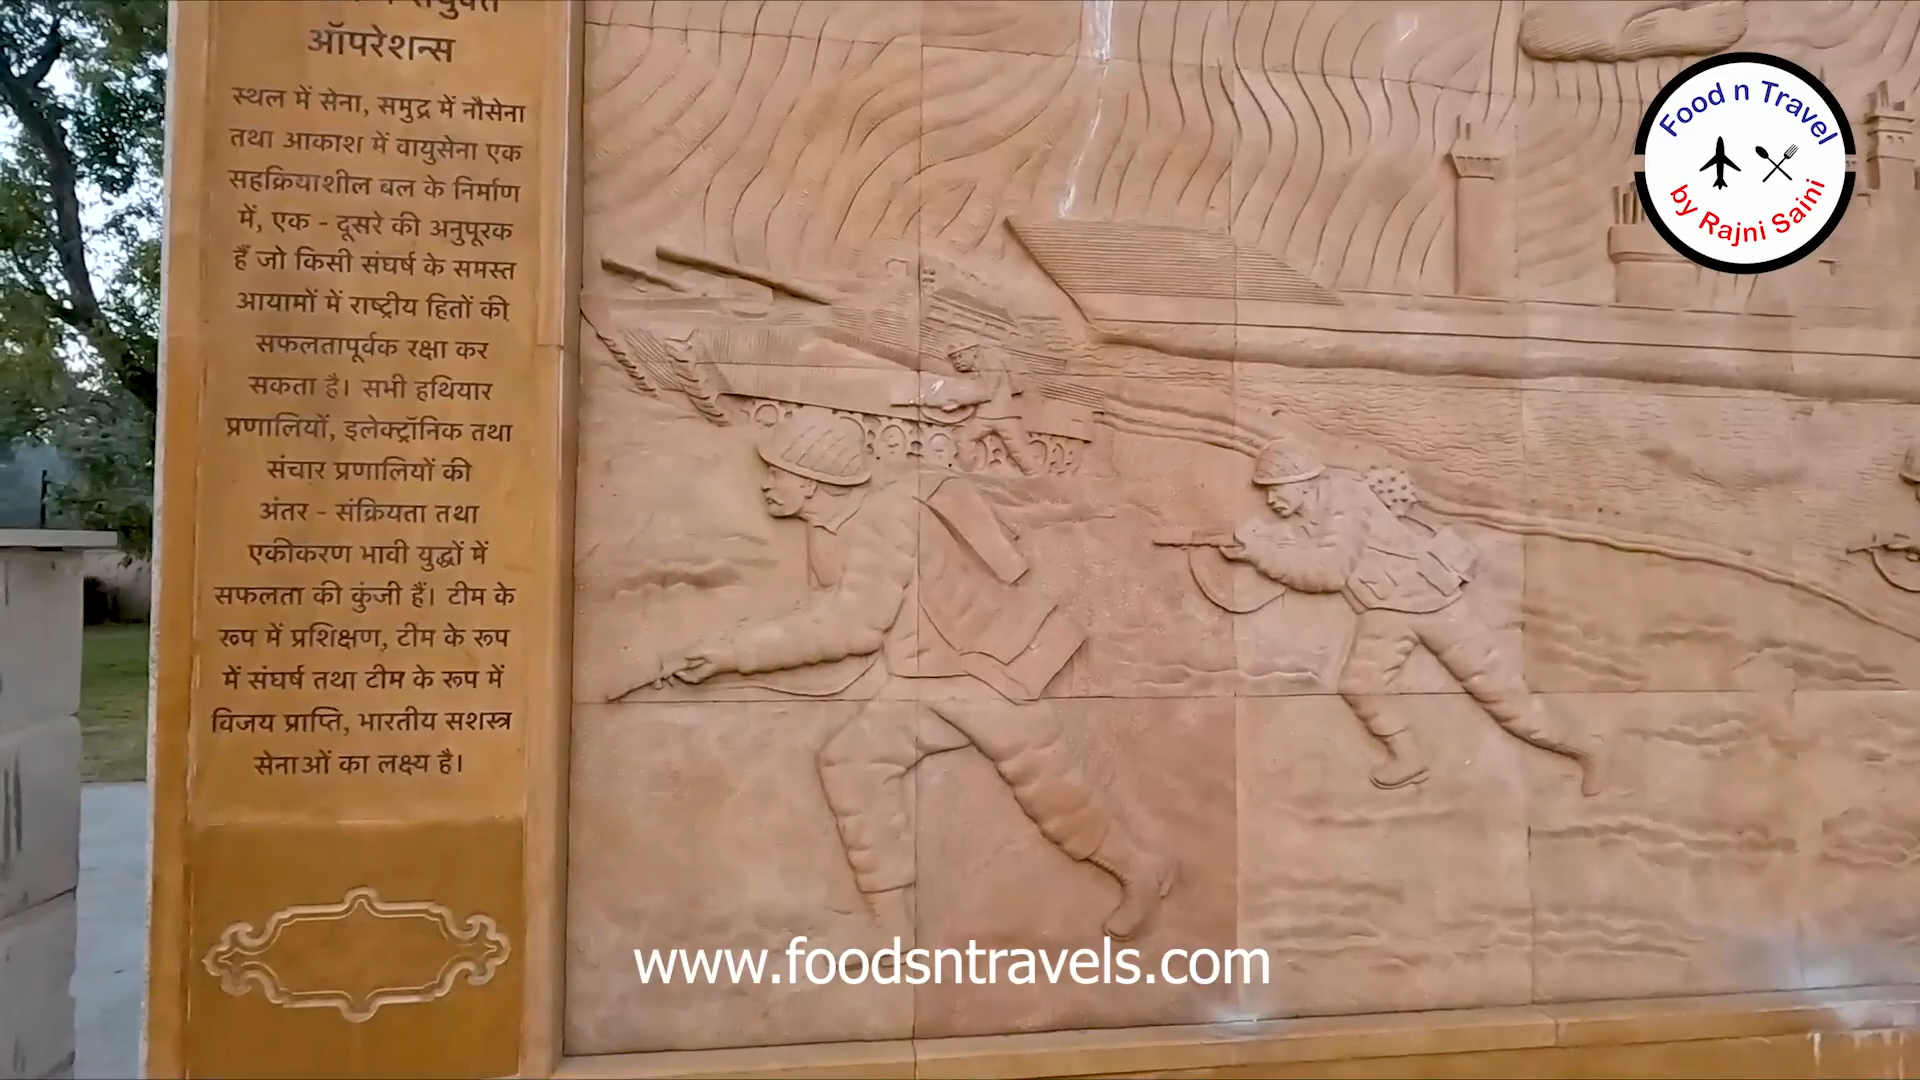 ऑपरेशन्स
स्थल में सेना, समुद्र में नौसेना
तथा आकाश में वायुसेना एक
सहक्रियाशील बल के निर्माण
में, एक - दूसरे की अनुपूरक
हैं जो किसी संघर्ष के समस्त
आयामों में राष्ट्रीय हितों की
सफलतापूर्वक रक्षा कर
सकता है। सभी हथियार
प्रणालियों, इलेक्ट्रॉनिक तथा
संचार प्रणालियों की
अंतर - संक्रियता तथा
एकीकरण भावी युद्धों में
सफलता की कुंजी हैं। टीम के
रूप में प्रशिक्षण, टीम के रूप
में संघर्ष तथा टीम के रूप में
विजय प्राप्ति, भारतीय सशस्त्र
सेनाओं का लक्ष्य है।
Food n Travel
by Rajni Saini
www.foodsntravels.com